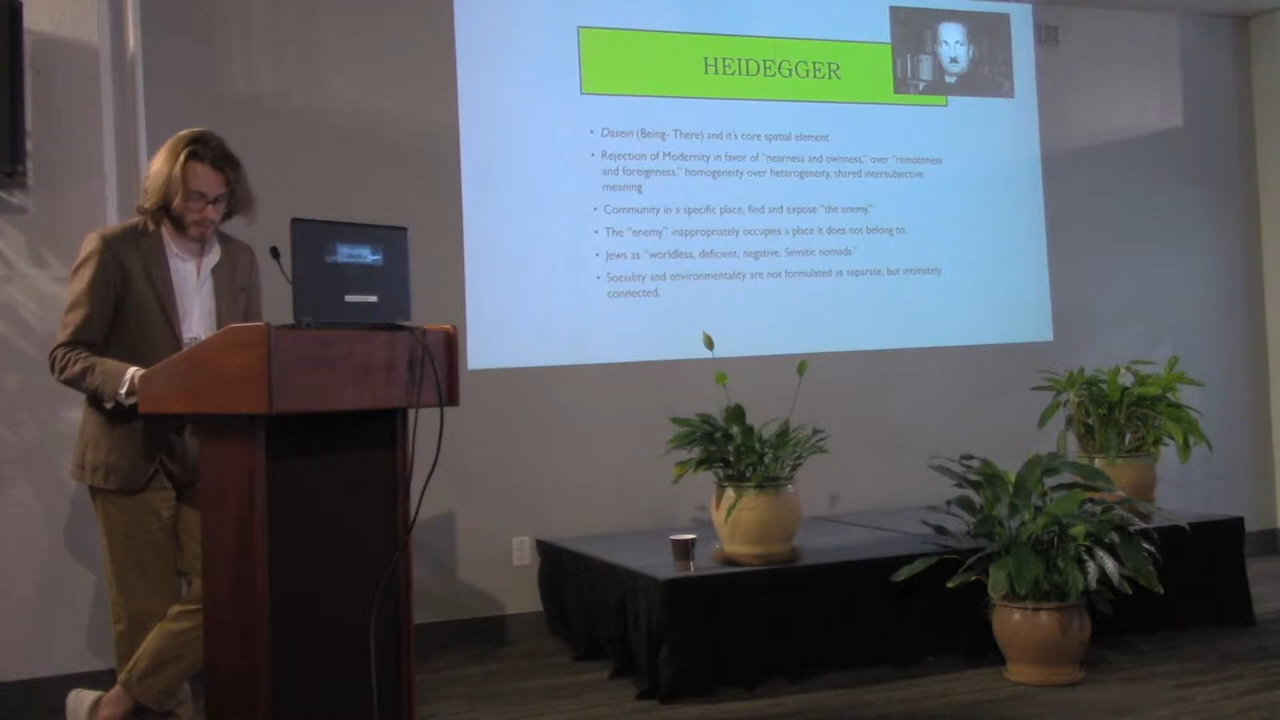 HEIDEGGER
• Dasein (Being- There) and it's core spatial element
• Rejection of Modernity in favor of "nearness and ownness," over "remoteness
and foreignness," homogeneity over heterogeneity, shared intersubjective
meaning
• Community in a specific place, find and expose "the enemy."
• The "enemy" inappropriately occupies a place it does not belong to.
• Jews as "worldless, deficient, negative, Semitic nomads"
• Sociality and environmentality are not formulated as separate, but intimately
connected.